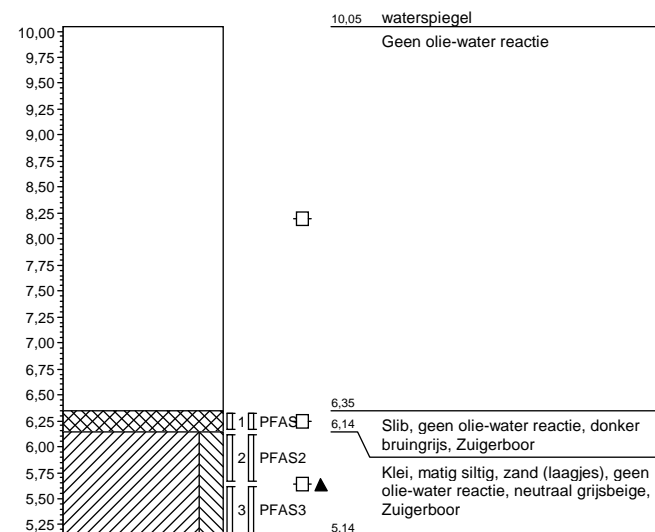 10,05 waterspiegel
10,00
Geen olie-water reactie
9,75
9,50
9,25
9,00
8,75
8,50
8,25
8,00
7,75
7,50
7,25
7,00
6,75
6,50
6,35
6,25 1 PFAS
6,14 Slib, geen olie-water reactie, donker
bruingrijs, Zuigerboor
6,00
2 PFAS2
5,75
Klei, matig siltig, zand (laagjes), geen
olie-water reactie, neutraal grijsbeige,
Zuigerboor
5,50
3 PFAS3
5,25
5,14